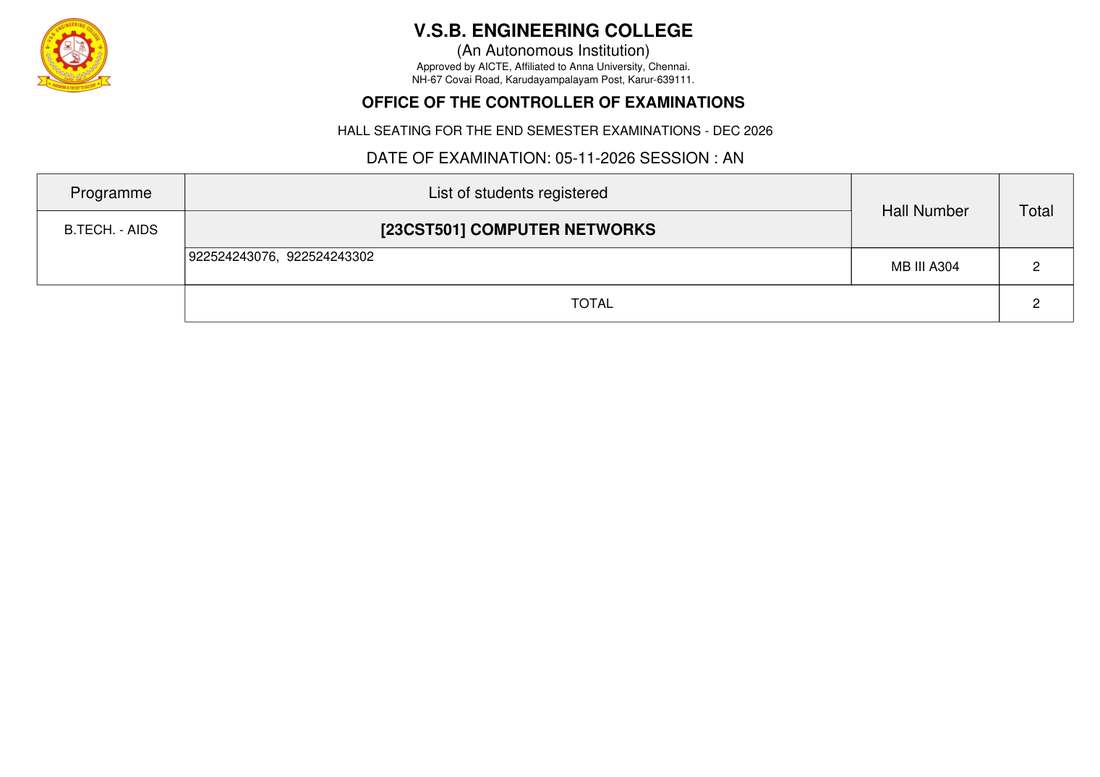 V.S.B. ENGINEERING COLLEGE
(An Autonomous Institution)
Approved by AICTE, Affiliated to Anna University, Chennai.
NH-67 Covai Road, Karudayampalayam Post, Karur-639111.
OFFICE OF THE CONTROLLER OF EXAMINATIONS
HALL SEATING FOR THE END SEMESTER EXAMINATIONS - DEC 2026
DATE OF EXAMINATION: 05-11-2026 SESSION : AN
Programme List of students registered Hall Number Total
B.TECH. - AIDS [23CST501] COMPUTER NETWORKS
922524243076, 922524243302 MB III A304 2
TOTAL 2